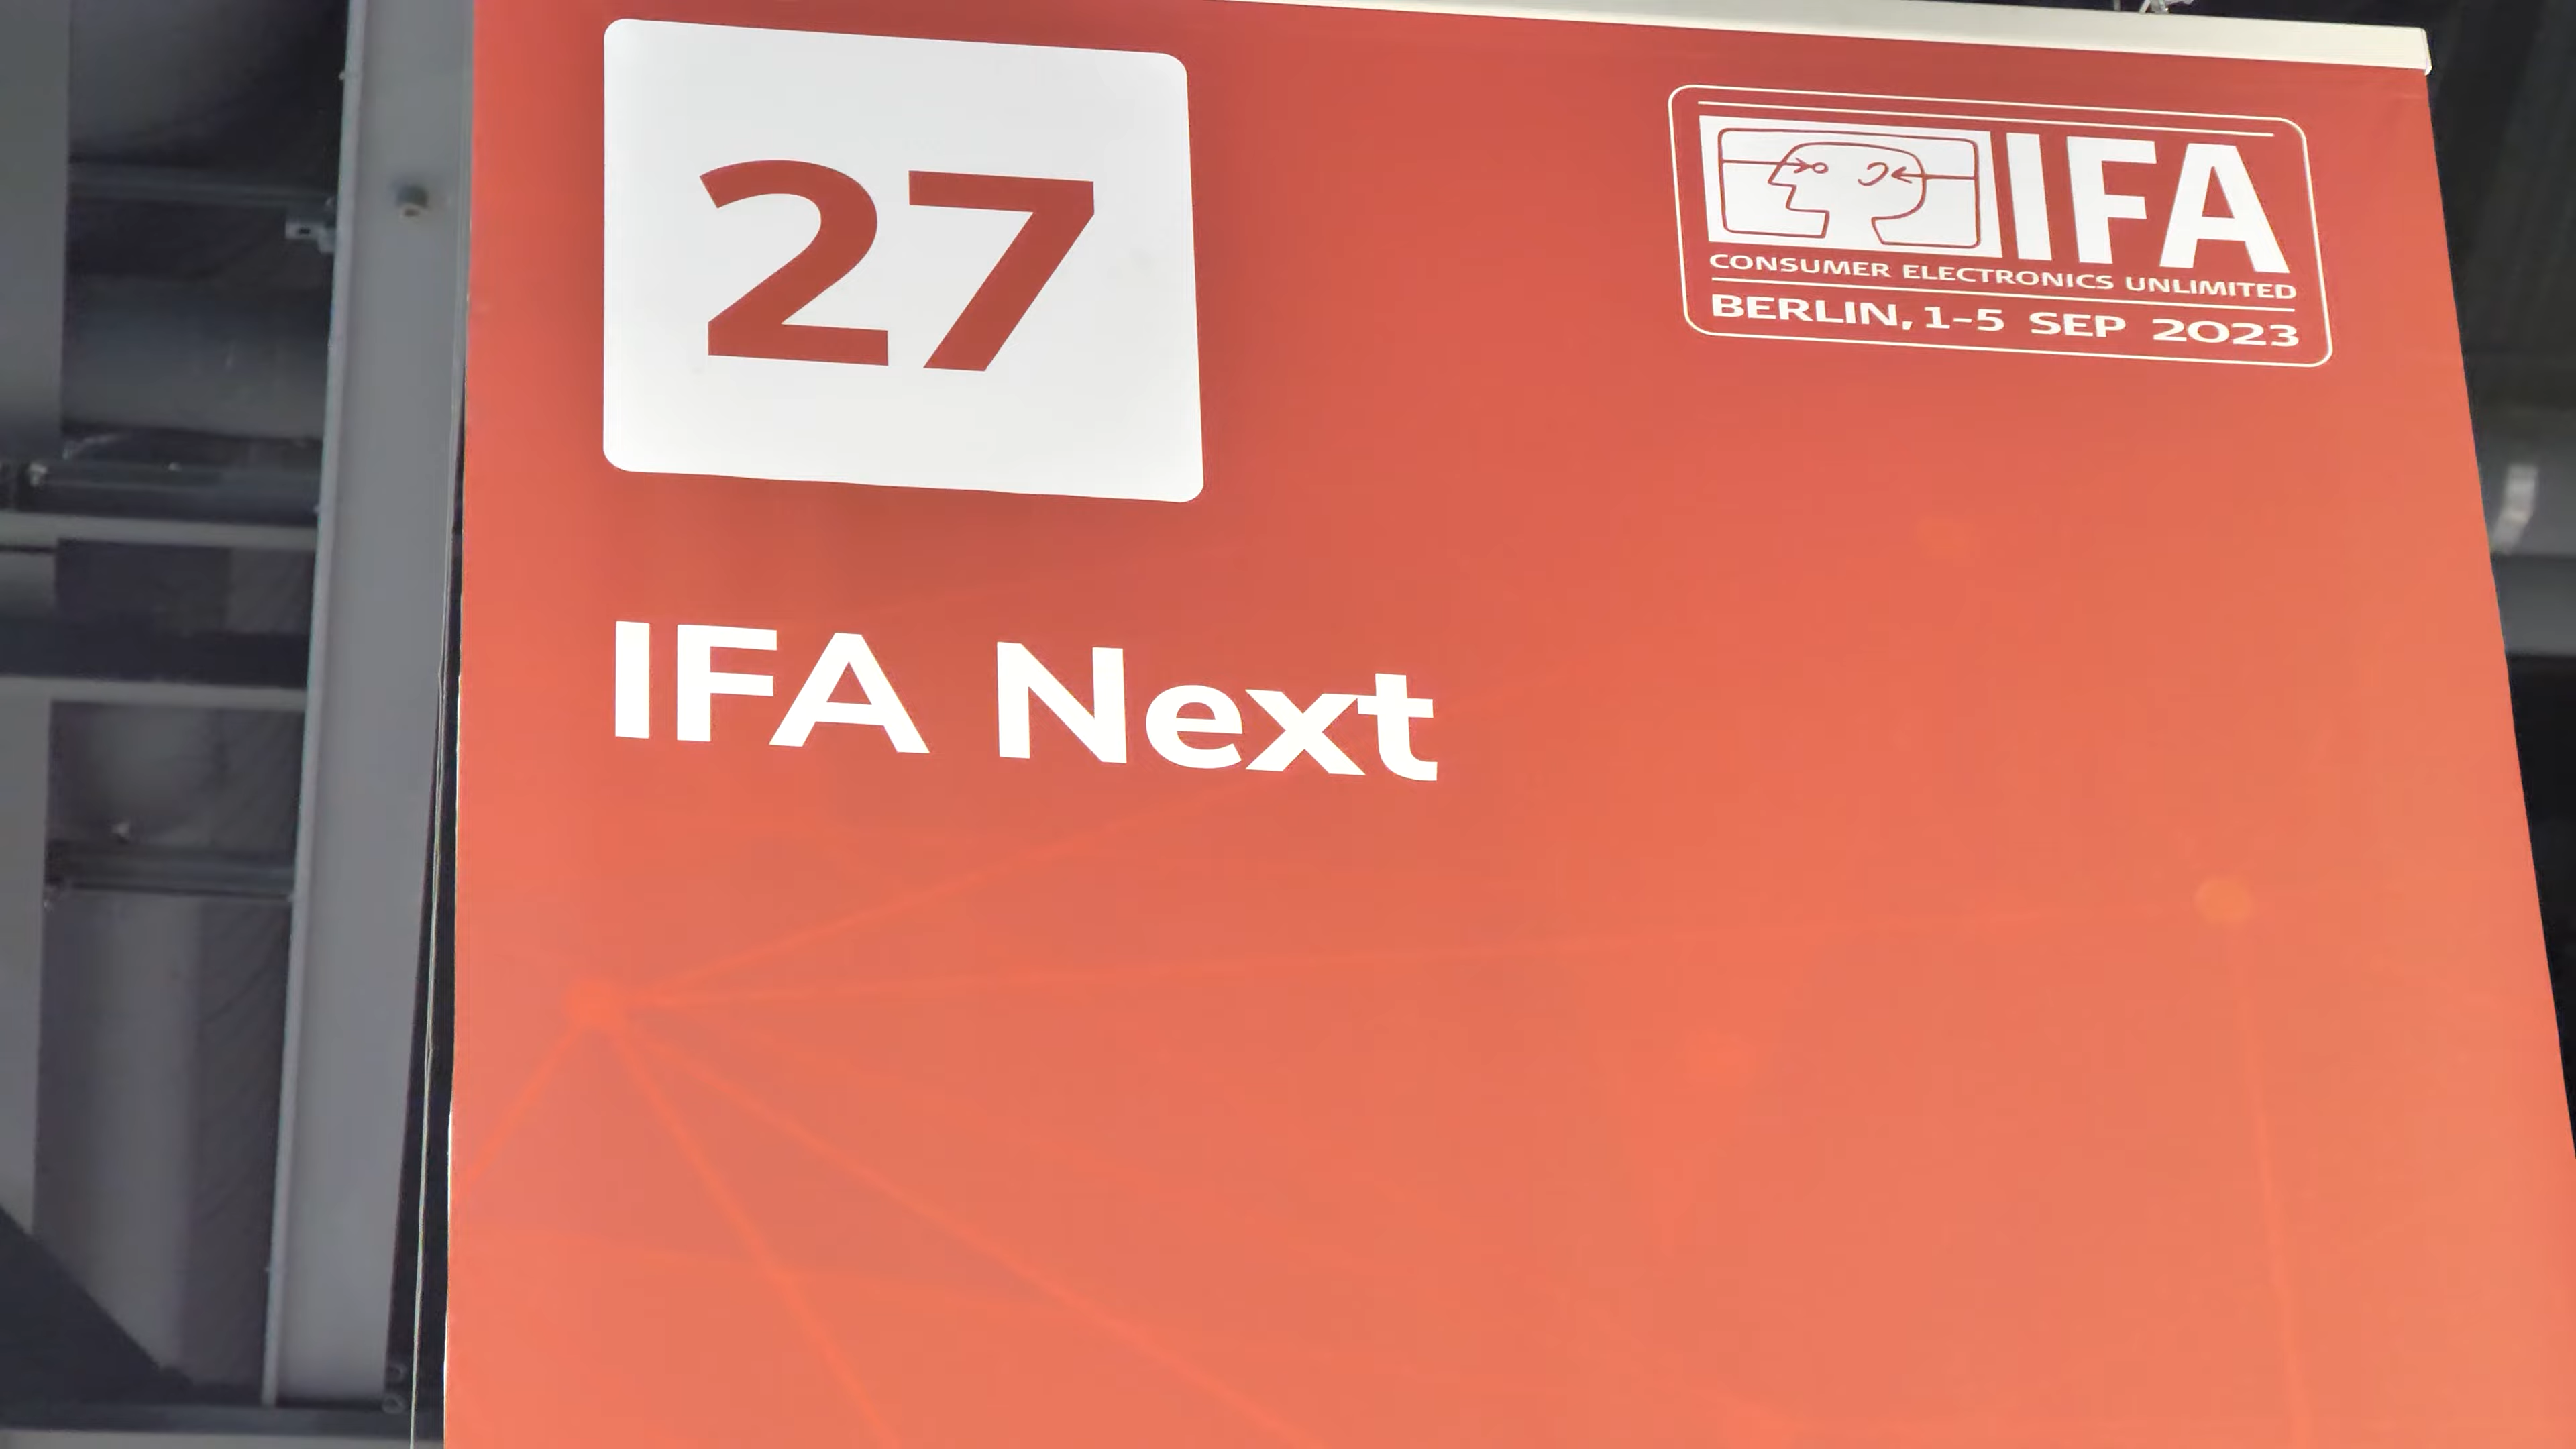 27
IFA
CONSUMER ELECTRONICS UNLIMITED
BERLIN, 1-5 SEP 2023
IFA Next